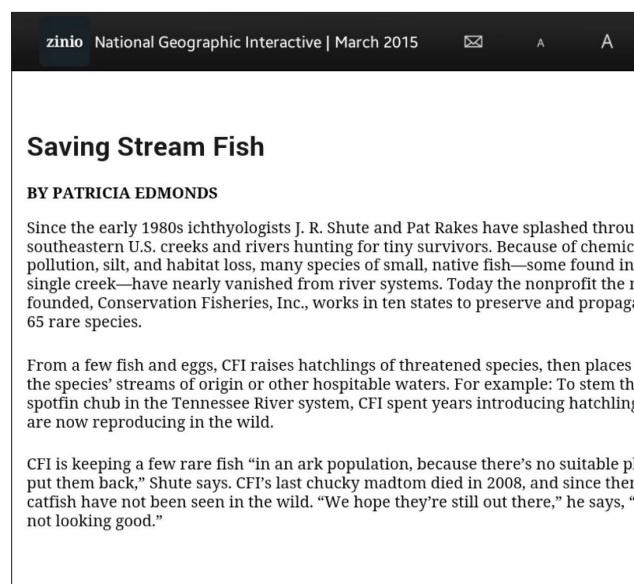 zinio National Geographic Interactive | March 2015 A A
Saving Stream Fish
BY PATRICIA EDMONDS
Since the early 1980s ichthyologists J. R. Shute and Pat Rakes have splashed throu
southeastern U.S. creeks and rivers hunting for tiny survivors. Because of chemic
pollution, silt, and habitat loss, many species of small, native fish—some found in
single creek—have nearly vanished from river systems. Today the nonprofit the
founded, Conservation Fisheries, Inc., works in ten states to preserve and propaga
65 rare species.
From a few fish and eggs, CFI raises hatchlings of threatened species, then places
the species’ streams of origin or other hospitable waters. For example: To stem th
spotfin chub in the Tennessee River system, CFI spent years introducing hatchling
are now reproducing in the wild.
CFI is keeping a few rare fish “in an ark population, because there’s no suitable pl
put them back,” Shute says. CFI’s last chucky madtom died in 2008, and since then
catfish have not been seen in the wild. “We hope they’re still out there,” he says, “
not looking good.”